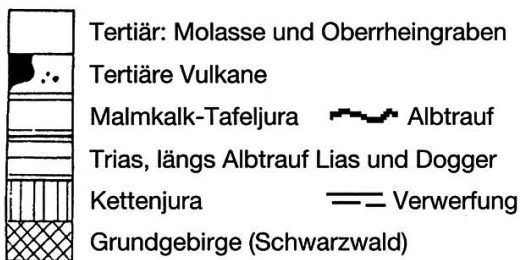 Tertiär: Molasse und Oberrheingraben
Tertiäre Vulkane
Malmkalk-Tafeljura Albtrauf
Trias, längs Albtrauf Lias und Dogger
Kettenjura Verwerfung
Grundgebirge (Schwarzwald)